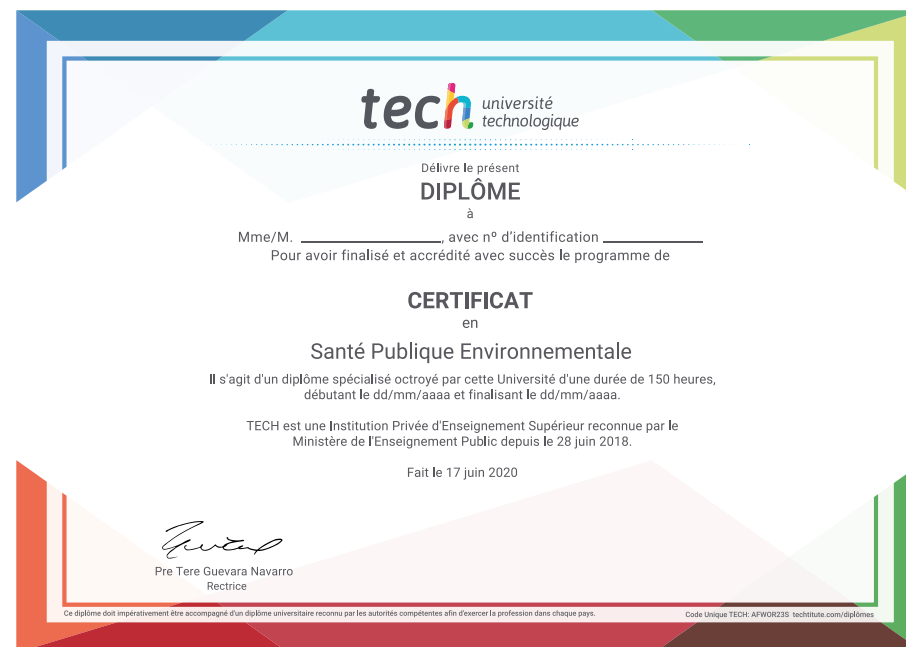 tech université
technologique
Délivre le présent
DIPLÔME
à
Mme/M. ____________________, avec nº d'identification ______________
Pour avoir finalisé et accrédité avec succès le programme de
CERTIFICAT
en
Santé Publique Environnementale
Il s'agit d'un diplôme spécialisé octroyé par cette Université d'une durée de 150 heures,
débutant le dd/mm/aaaa et finalisant le dd/mm/aaaa.
TECH est une Institution Privée d'Enseignement Supérieur reconnue par le
Ministère de l'Enseignement Public depuis le 28 juin 2018.
Fait le 17 juin 2020
Pre Tere Guevara Navarro
Rectrice
Ce diplôme doit impérativement être accompagné d'un diplôme universitaire reconnu par les autorités compétentes afin d'exercer la profession dans chaque pays.
Code Unique TECH: AFWOR23S techtitute.com/diplômes